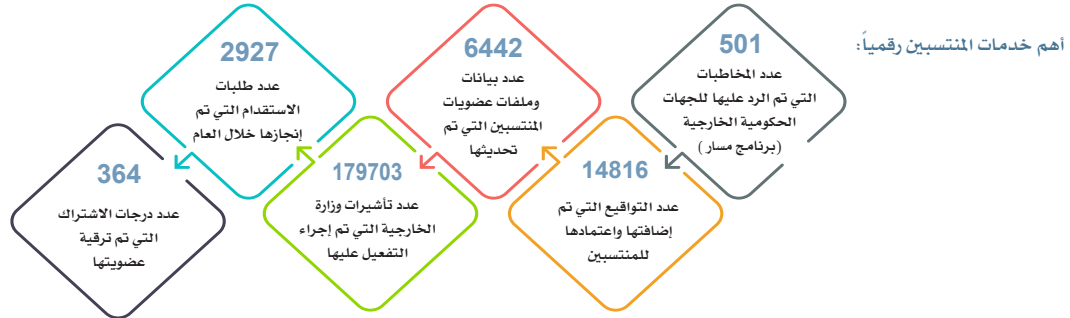 أهم خدمات المنتسبين رقمياً:
501
عدد المخاطبات
التي تم الرد عليها للجهات
الحكومية الخارجية
(برنامج مسار )
14816
عدد التواقيع التي تم
إضافتها واعتمادها
للمنتسبين
6442
عدد بيانات
وملفات عضويات
المنتسبين التي تم
تحديثها
179703
عدد تأشيرات وزارة
الخارجية التي تم إجراء
التفعيل عليها
2927
عدد طلبات
الاستقدام التي تم
إنجازها خلال العام
364
عدد درجات الاشتراك
التي تم ترقية
عضويتها